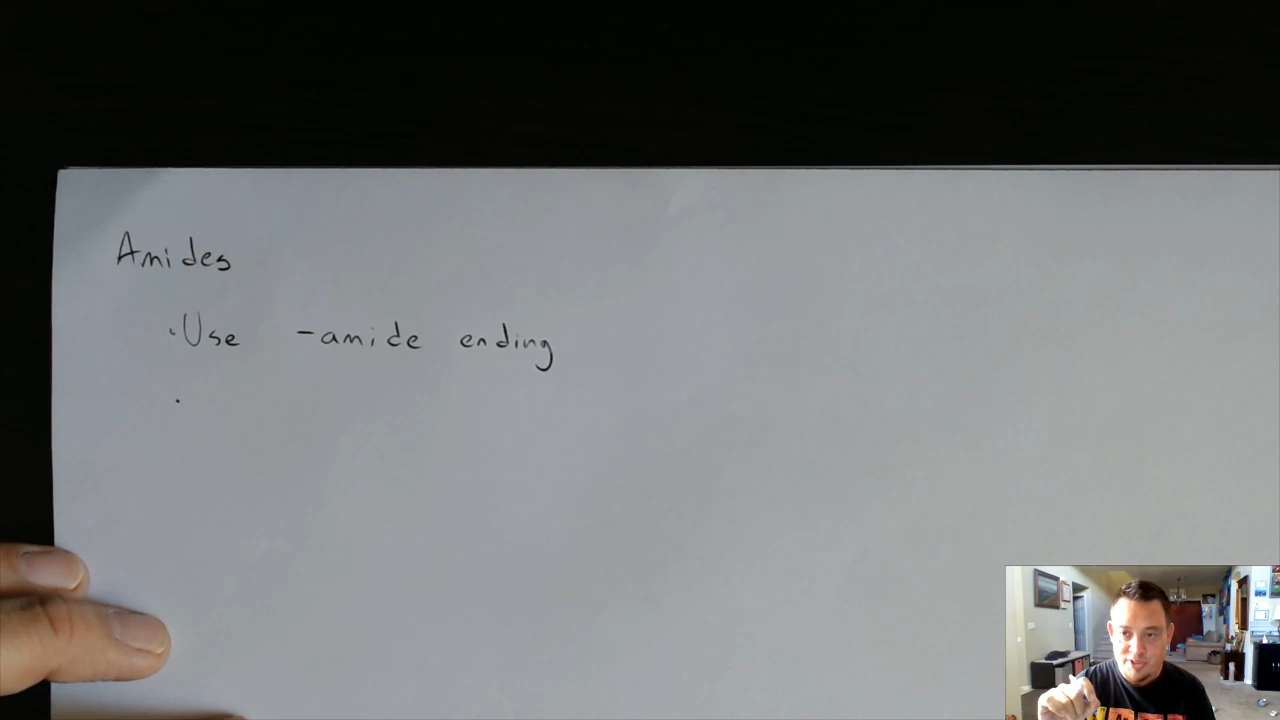 Amides
· Use -amide ending
·